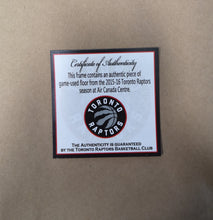 Certificate of Authenticity
This frame contains an authentic piece of
game-used floor from the 2015-16 Toronto Raptors
season at Air Canada Centre.
TORONTO
RAPTORS
THE AUTHENTICITY IS GUARANTEED
BY THE TORONTO RAPTORS BASKETBALL CLUB